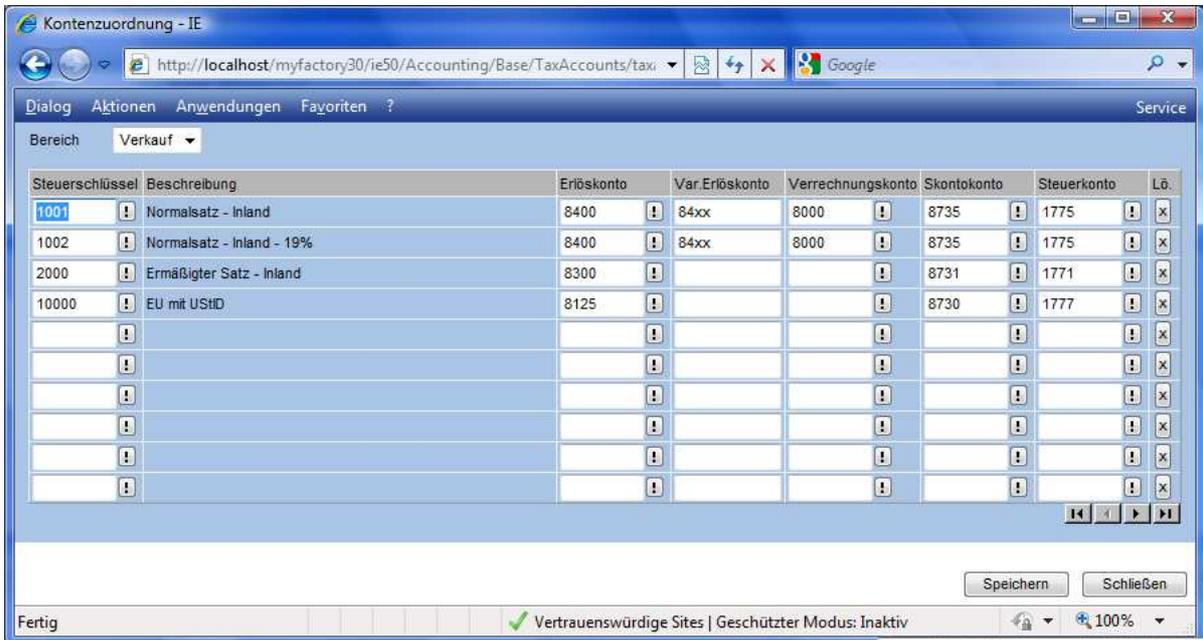 Kontenzuordnung - IE
http://localhost/myfactory30/ie50/Accounting/Base/TaxAccounts/tax
Google
Dialog Aktionen Anwendungen Favoriten ? Service
Bereich Verkauf
Steuerschlüssel Beschreibung Erlöskonto Var.Erlöskonto Verrechnungskonto Skontokonto Steuerkonto Lö.
1001 ! Normalsatz - Inland 8400 ! 84xx 8000 ! 8735 ! 1775 ! x
1002 ! Normalsatz - Inland - 19% 8400 ! 84xx 8000 ! 8735 ! 1775 ! x
2000 ! Ermäßigter Satz - Inland 8300 ! ! 8731 ! 1771 ! x
10000 ! EU mit UStID 8125 ! ! 8730 ! 1777 ! x
! ! ! ! ! x
! ! ! ! ! x
! ! ! ! ! x
! ! ! ! ! x
! ! ! ! ! x
! ! ! ! ! x
Speichern Schließen
Fertig Vertrauenswürdige Sites | Geschützter Modus: Inaktiv 100%